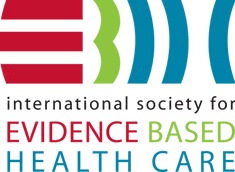 international society for
EVIDENCE BASED
HEALTH CARE